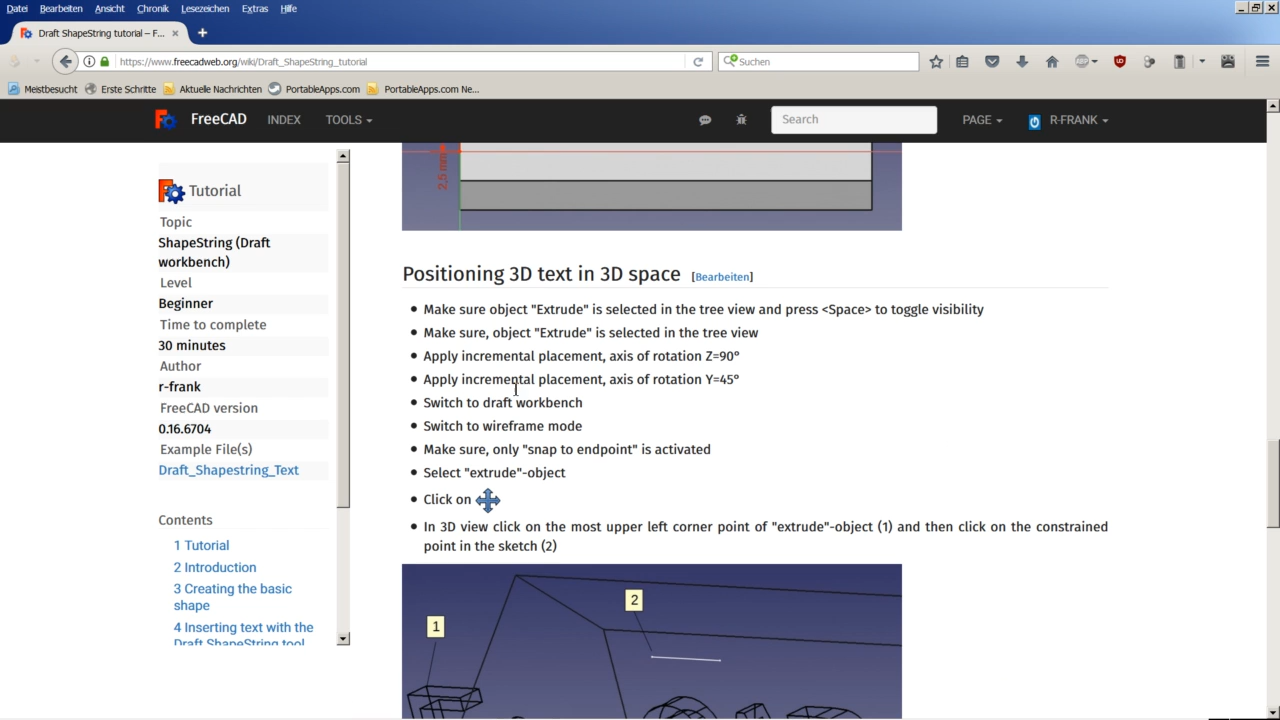 Datei Bearbeiten Ansicht Chronik Lesezeichen Extras Hilfe
Draft ShapeString tutorial – F...
https://www.freecadweb.org/wiki/Draft_ShapeString_tutorial
Suchen
Meistbesucht Erste Schritte Aktuelle Nachrichten PortableApps.com PortableApps.com Ne...
FreeCAD INDEX TOOLS Search PAGE R-FRANK
2,5 mm
Tutorial
Topic
ShapeString (Draft
workbench)
Level
Beginner
Time to complete
30 minutes
Author
r-frank
FreeCAD version
0.16.6704
Example File(s)
Draft_Shapestring_Text
Contents
1 Tutorial
2 Introduction
3 Creating the basic
shape
4 Inserting text with the
Draft ShapeString tool
Positioning 3D text in 3D space [Bearbeiten]
Make sure object "Extrude" is selected in the tree view and press <Space> to toggle visibility
Make sure, object "Extrude" is selected in the tree view
Apply incremental placement, axis of rotation Z=90°
Apply incremental placement, axis of rotation Y=45°
Switch to draft workbench
Switch to wireframe mode
Make sure, only "snap to endpoint" is activated
Select "extrude"-object
Click on
In 3D view click on the most upper left corner point of "extrude"-object (1) and then click on the constrained
point in the sketch (2)
1
2